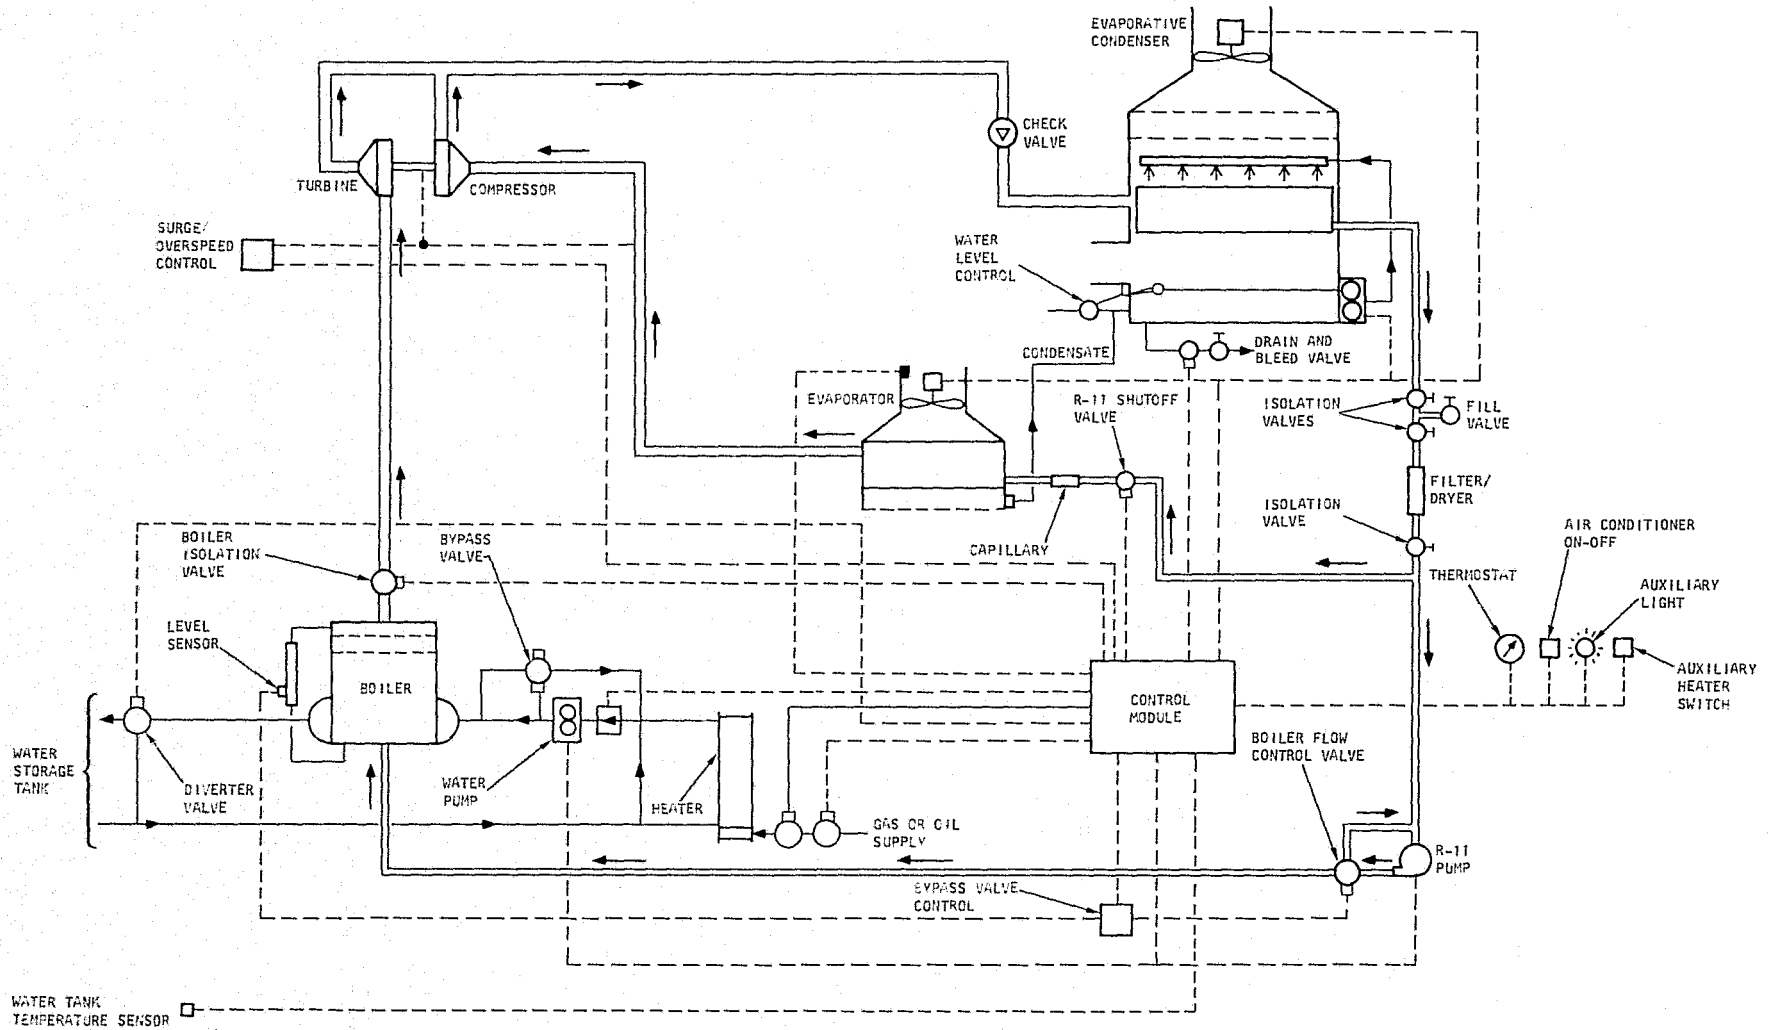 EVAPORATIVE
CONDENSER
CHECK
VALVE
TURBINE
COMPRESSOR
SURGE/
OVERSPEED
CONTROL
WATER
LEVEL
CONTROL
DRAIN AND
BLEED VALVE
CONDENSATE
EVAPORATOR
R-11 SHUTOFF
VALVE
ISOLATION
VALVES
FILL
VALVE
FILTER/
DRYER
ISOLATION
VALVE
CAPILLARY
AIR CONDITIONER
ON-OFF
THERMOSTAT
AUXILIARY
LIGHT
AUXILIARY
HEATER
SWITCH
BOILER
ISOLATION
VALVE
BYPASS
VALVE
LEVEL
SENSOR
BOILER
CONTROL
MODULE
BOILER FLOW
CONTROL VALVE
WATER
STORAGE
TANK
DIVERTER
VALVE
WATER
PUMP
HEATER
GAS OR OIL
SUPPLY
R-11
PUMP
BYPASS VALVE
CONTROL
WATER TANK
TEMPERATURE SENSOR